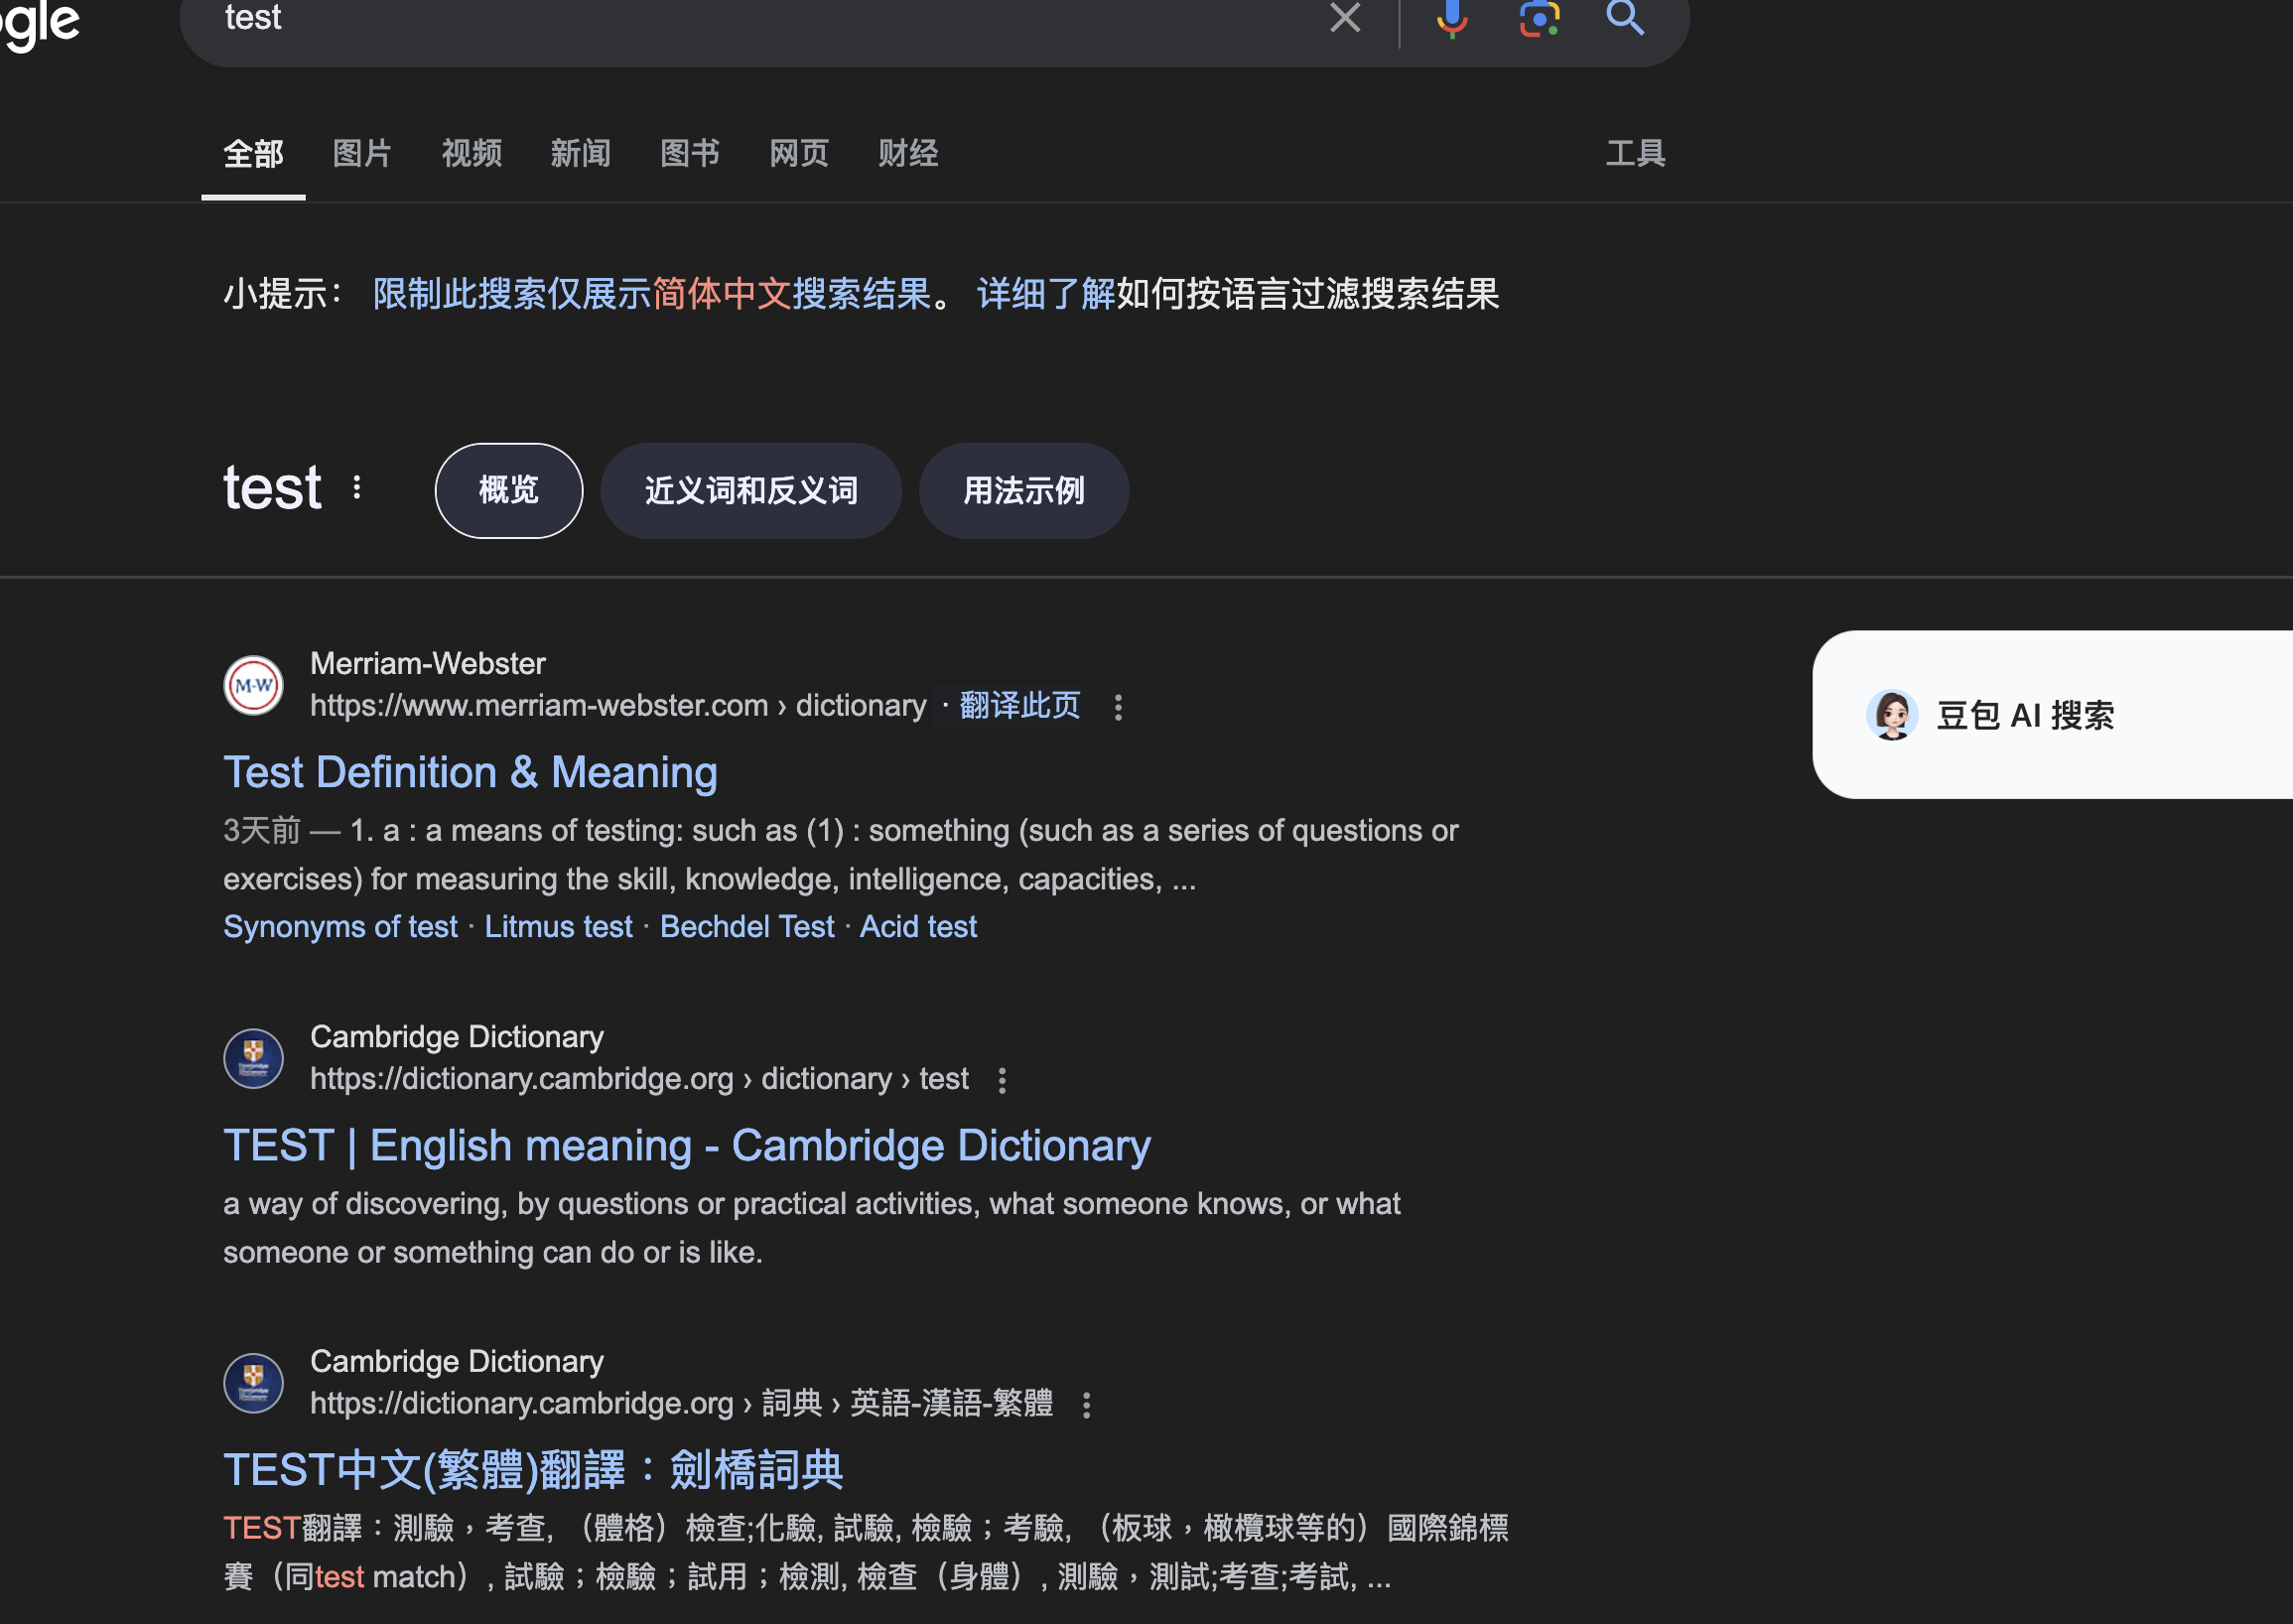 gle
test
全部 图片 视频 新闻 图书 网页 财经 工具
小提示： 限制此搜索仅展示简体中文搜索结果。 详细了解如何按语言过滤搜索结果
test 概览 近义词和反义词 用法示例
Merriam-Webster
https://www.merriam-webster.com › dictionary · 翻译此页
Test Definition & Meaning
3天前 — 1. a : a means of testing: such as (1) : something (such as a series of questions or
exercises) for measuring the skill, knowledge, intelligence, capacities, ...
Synonyms of test · Litmus test · Bechdel Test · Acid test
豆包 AI 搜索
Cambridge Dictionary
https://dictionary.cambridge.org › dictionary › test
TEST | English meaning - Cambridge Dictionary
a way of discovering, by questions or practical activities, what someone knows, or what
someone or something can do or is like.
Cambridge Dictionary
https://dictionary.cambridge.org › 詞典 › 英語-漢語-繁體
TEST中文(繁體)翻譯：劍橋詞典
TEST翻譯：測驗，考查, （體格）檢查;化驗, 試驗, 檢驗；考驗, （板球，橄欖球等的）國際錦標
賽（同test match）, 試驗；檢驗；試用；檢測, 檢查（身體）, 測驗，測試;考查;考試, ...